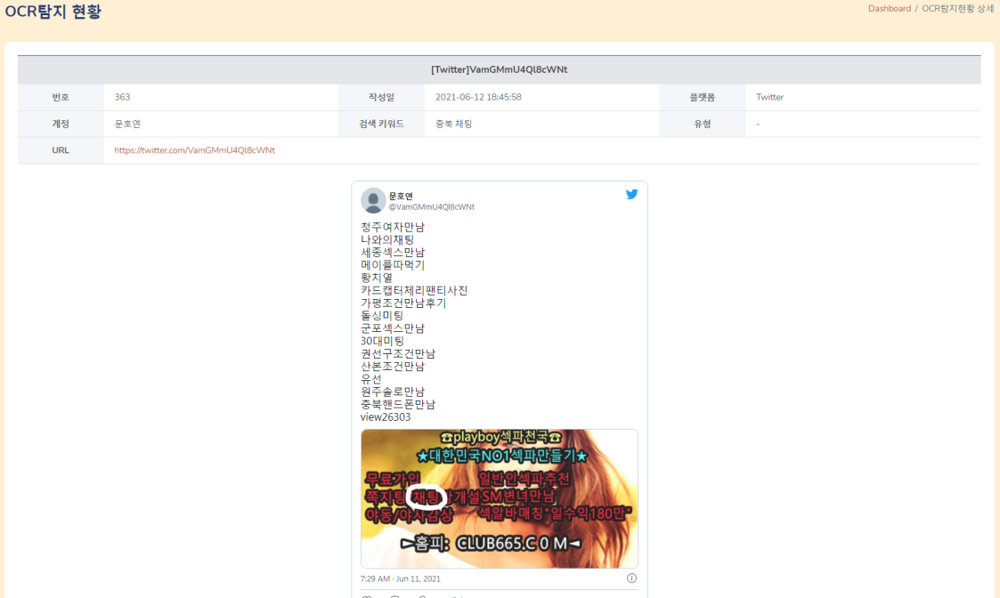 OCR탐지 현황
Dashboard / OCR탐지현황 상세
[Twitter]VamGMmU4Ql8cWNt
번호 363 작성일 2021-06-12 18:45:58 플랫폼 Twitter
계정 문호연 검색 키워드 중북 채팅 유형 -
URL https://twitter.com/VamGMmU4Ql8cWNt
문호연
@VamGMmU4Ql8cWNt
청주여자만남
나와의채팅
세종섹스만남
메이플따먹기
황치열
카드캡터체리팬티사진
가평조건만남후기
돌싱미팅
군포섹스만남
30대미팅
권선구조건만남
산본조건만남
유선
원주솔로만남
충북핸드폰만남
view26303
☎playboy섹파천국☎
★대한민국NO1섹파만들기★
무료가입 일반인섹파추천
쪽지팅 채팅방개설 SM변녀만남
야동/야사감상 섹알바매칭"일수익180만"
►홈피: CLUB665.C 0 M◄
7:29 AM · Jun 11, 2021